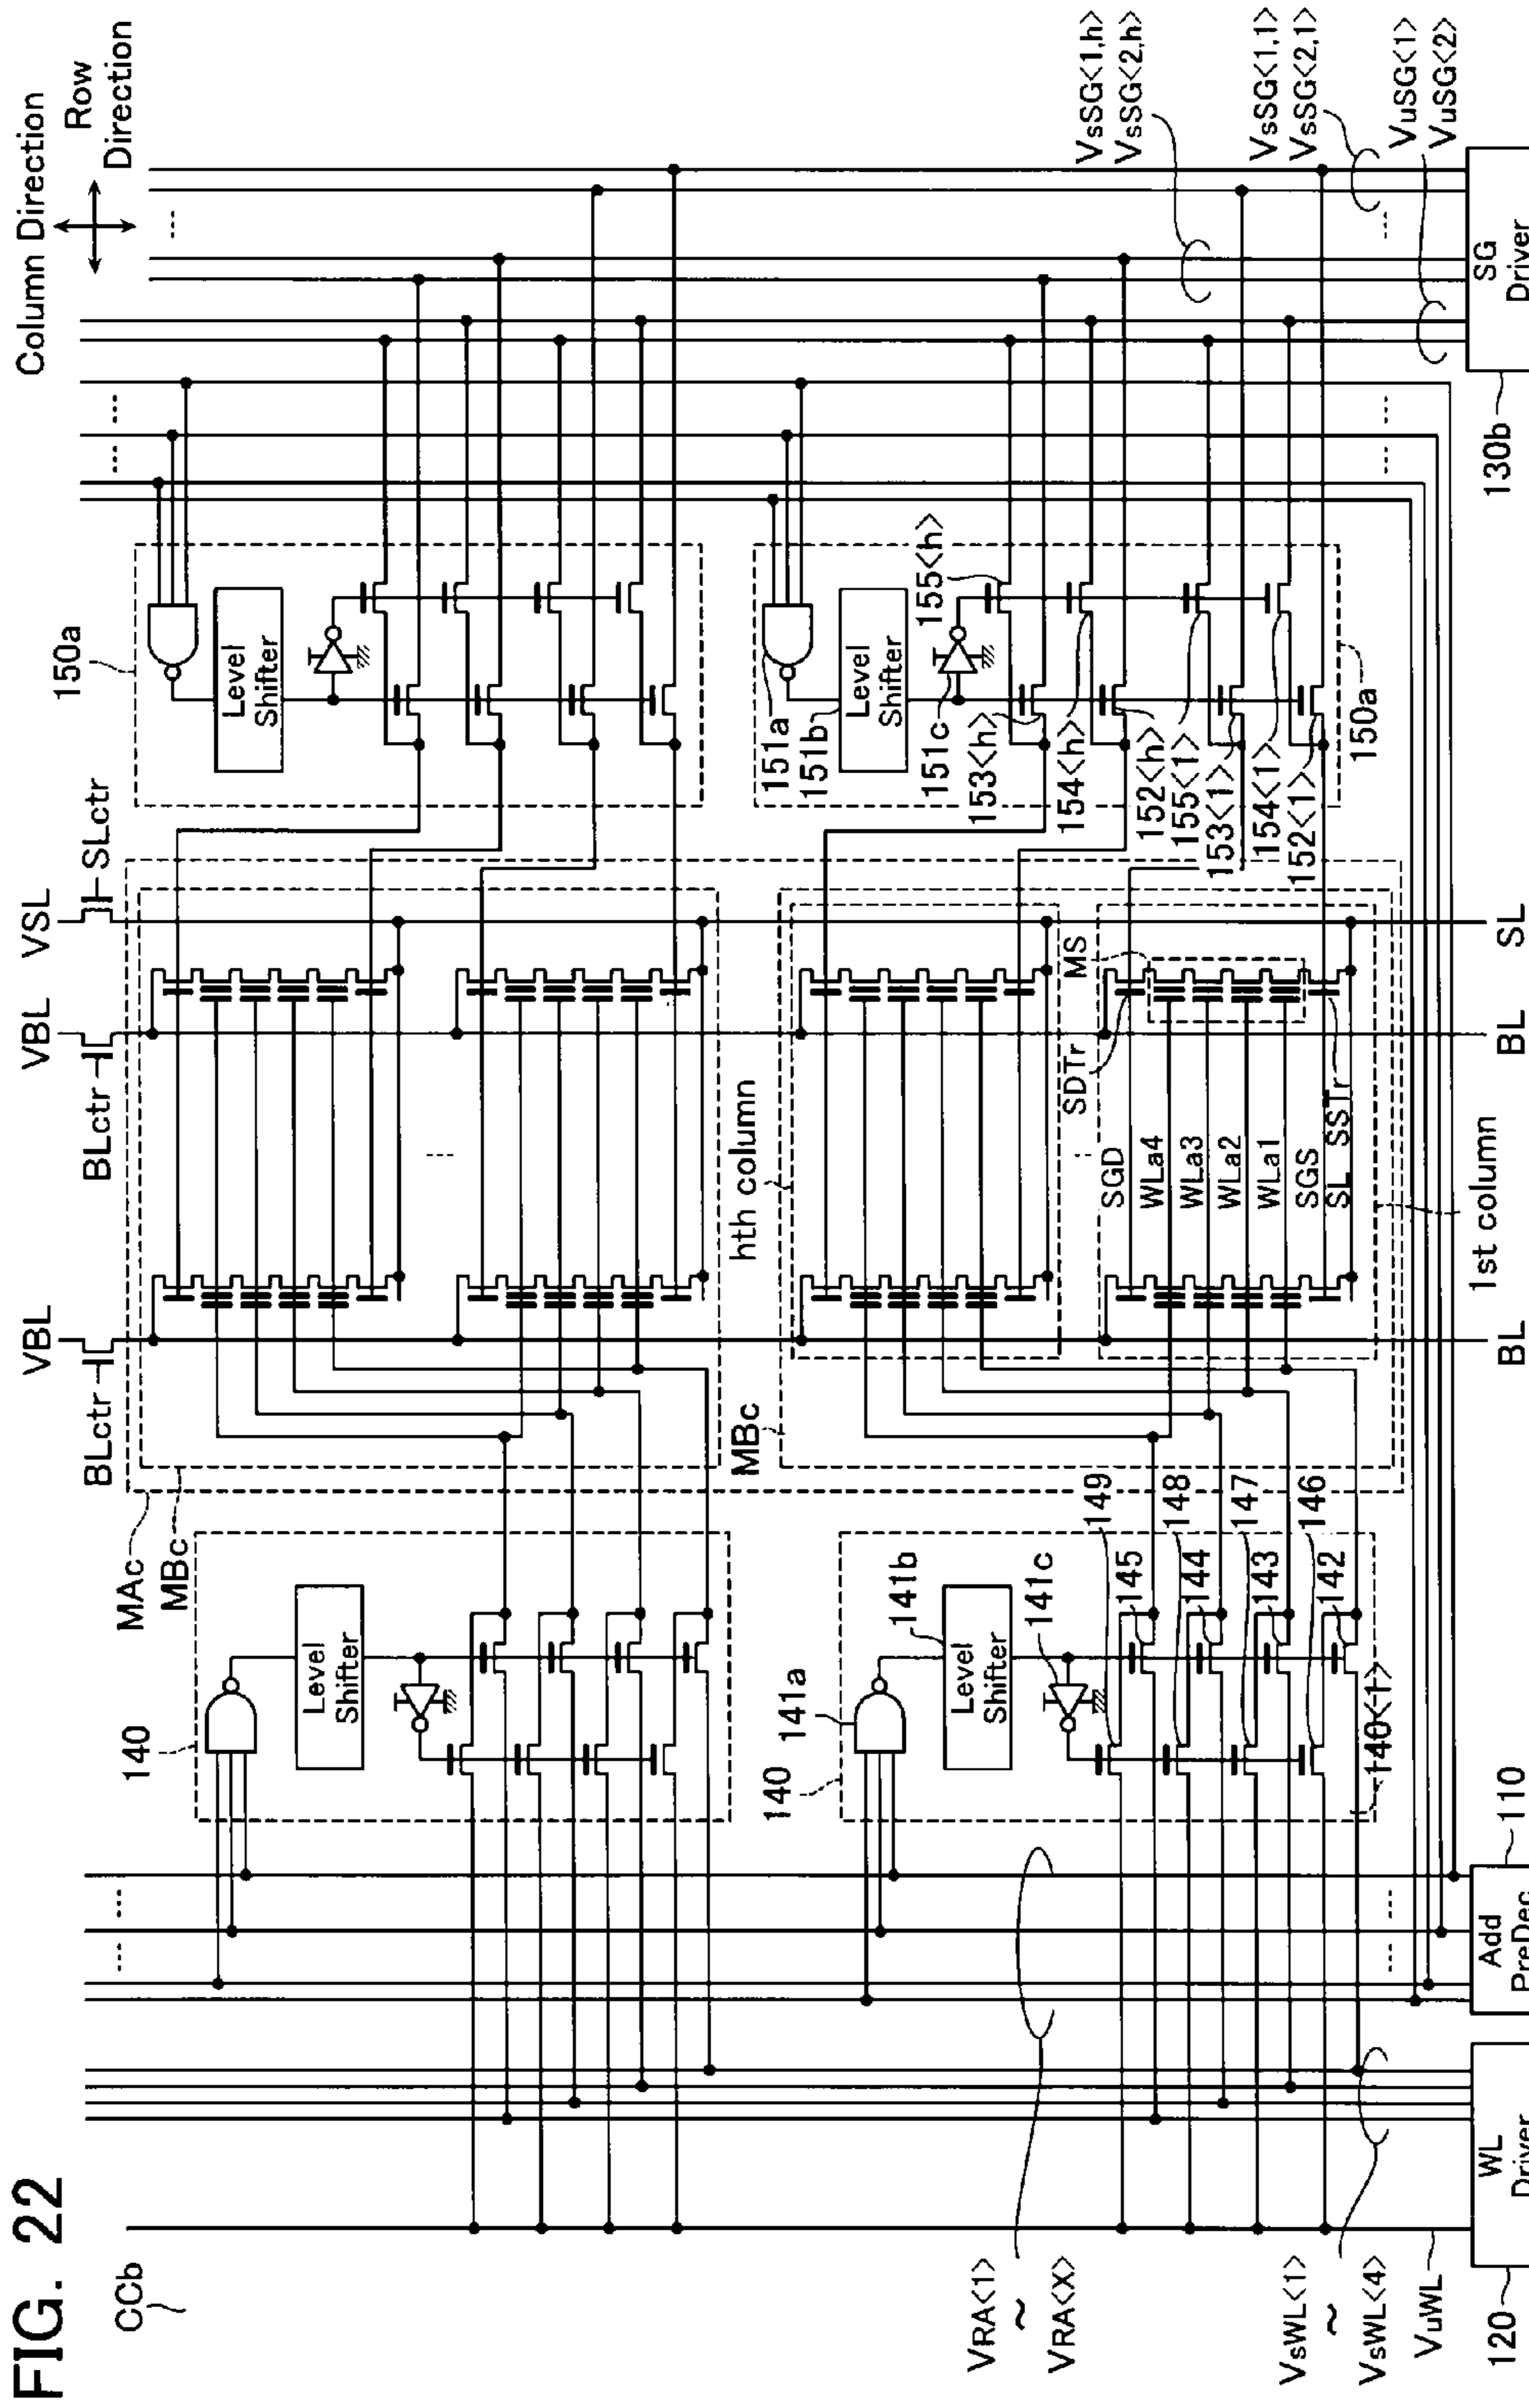 FIG. 22
CCb
Column Direction
Row
Direction
VBL
VBL
VSL
BLctr
BLctr
SLctr
MAc
MBc
140
Level
Shifter
150a
Level
Shifter
hth column
MBc
140
141a
141b
Level
Shifter
141c
149
145
148
144
147
143
146
142
140<1>
SGD
WLa4
WLa3
WLa2
WLa1
SGS
SL
SDTr
MS
SSTr
1st column
151a
151b
Level
Shifter
151c
155<h>
153<h>
154<h>
152<h>
155<1>
153<1>
154<1>
152<1>
150a
VRA<1>
~
VRA<X>
VsWL<1>
~
VsWL<4>
VuWL
VsSG<1,h>
VsSG<2,h>
VsSG<1,1>
VsSG<2,1>
VuSG<1>
VuSG<2>
BL
BL
SL
120
WL
Driver
Add
PreDec
110
130b
SG
Driver